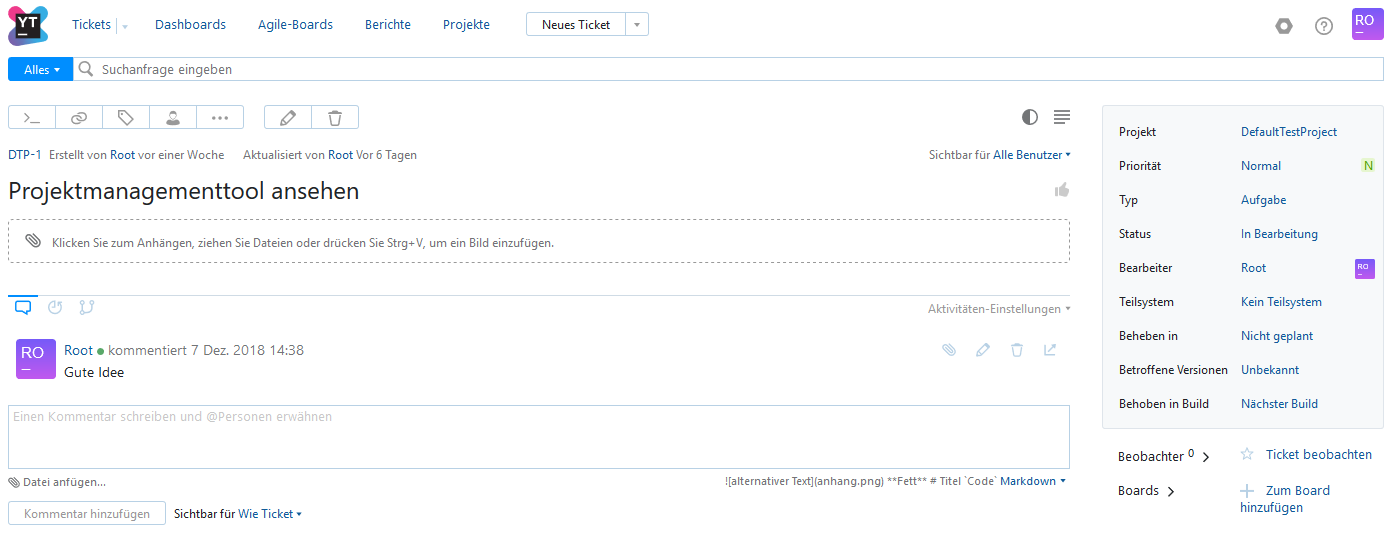 YT
Tickets Dashboards Agile-Boards Berichte Projekte Neues Ticket RO
Alles Suchanfrage eingeben
DTP-1 Erstellt von Root vor einer Woche Aktualisiert von Root Vor 6 Tagen Sichtbar für Alle Benutzer
Projektmanagementtool ansehen
Klicken Sie zum Anhängen, ziehen Sie Dateien oder drücken Sie Strg+V, um ein Bild einzufügen.
Aktivitäten-Einstellungen
RO
Root kommentiert 7 Dez. 2018 14:38
Gute Idee
Einen Kommentar schreiben und @Personen erwähnen
Datei anfügen... ![alternativer Text](anhang.png) **Fett** # Titel `Code` Markdown
Kommentar hinzufügen Sichtbar für Wie Ticket
Projekt DefaultTestProject
Priorität Normal N
Typ Aufgabe
Status In Bearbeitung
Bearbeiter Root RO
Teilsystem Kein Teilsystem
Beheben in Nicht geplant
Betroffene Versionen Unbekannt
Behoben in Build Nächster Build
Beobachter 0 Ticket beobachten
Boards Zum Board
hinzufügen